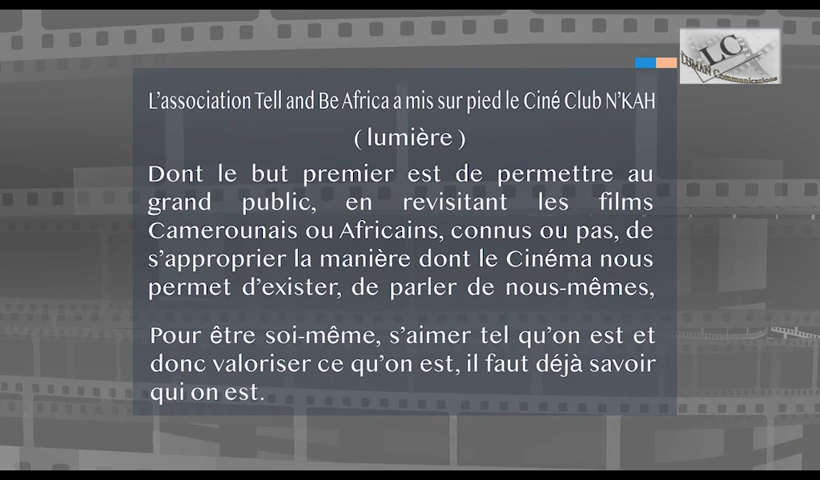 LC
LUMAN Communications
L'association Tell and Be Africa a mis sur pied le Ciné Club N'KAH
( lumière )
Dont le but premier est de permettre au
grand public, en revisitant les films
Camerounais ou Africains, connus ou pas, de
s'approprier la manière dont le Cinéma nous
permet d'exister, de parler de nous-mêmes,
Pour être soi-même, s'aimer tel qu'on est et
donc valoriser ce qu'on est, il faut déjà savoir
qui on est.